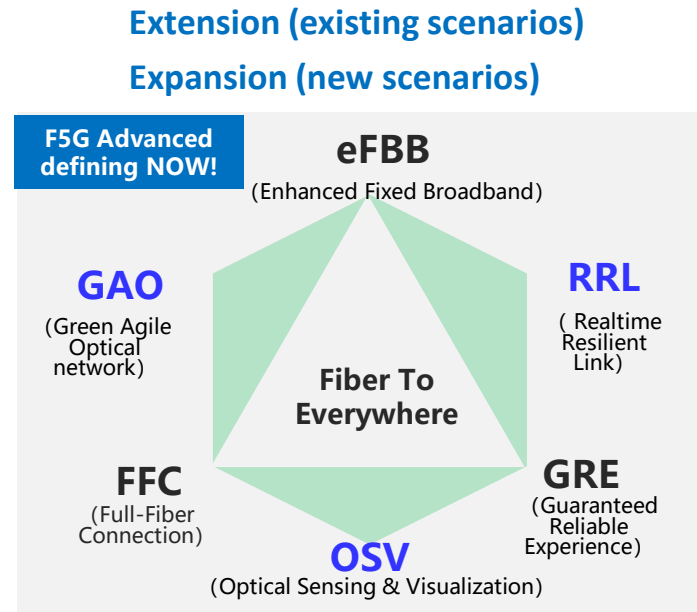 Extension (existing scenarios)
Expansion (new scenarios)
F5G Advanced
defining NOW!
eFBB
(Enhanced Fixed Broadband)
GAO
(Green Agile
Optical
network)
RRL
( Realtime
Resilient
Link)
Fiber To
Everywhere
FFC
(Full-Fiber
Connection)
GRE
(Guaranteed
Reliable
Experience)
OSV
(Optical Sensing & Visualization)